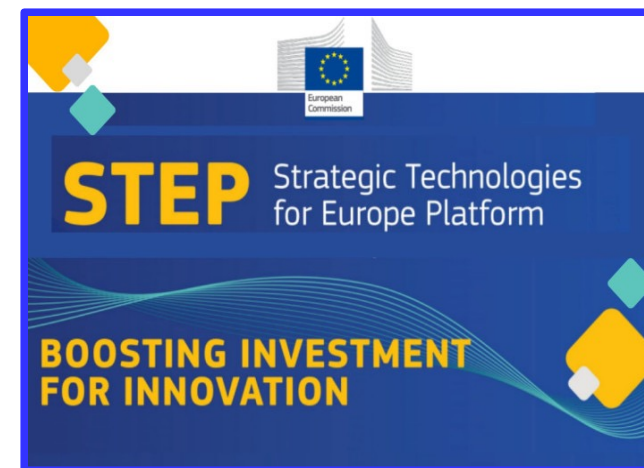 European
Commission
STEP
Strategic Technologies
for Europe Platform
BOOSTING INVESTMENT
FOR INNOVATION